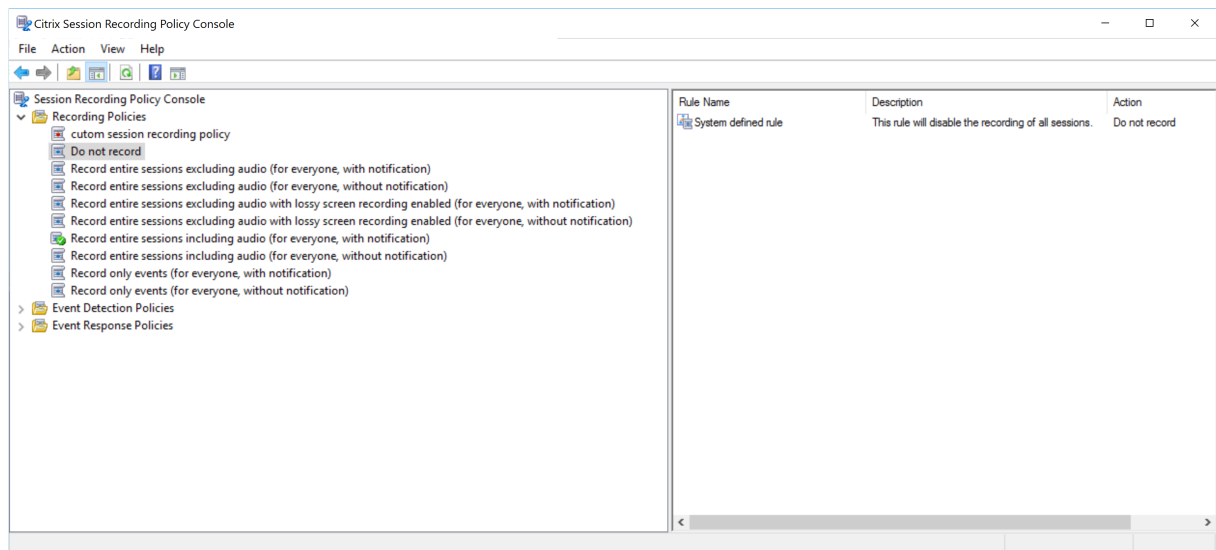 Citrix Session Recording Policy Console
File Action View Help
Session Recording Policy Console
Recording Policies
cutom session recording policy
Do not record
Record entire sessions excluding audio (for everyone, with notification)
Record entire sessions excluding audio (for everyone, without notification)
Record entire sessions excluding audio with lossy screen recording enabled (for everyone, with notification)
Record entire sessions excluding audio with lossy screen recording enabled (for everyone, without notification)
Record entire sessions including audio (for everyone, with notification)
Record entire sessions including audio (for everyone, without notification)
Record only events (for everyone, with notification)
Record only events (for everyone, without notification)
Event Detection Policies
Event Response Policies
Rule Name Description Action
System defined rule This rule will disable the recording of all sessions. Do not record